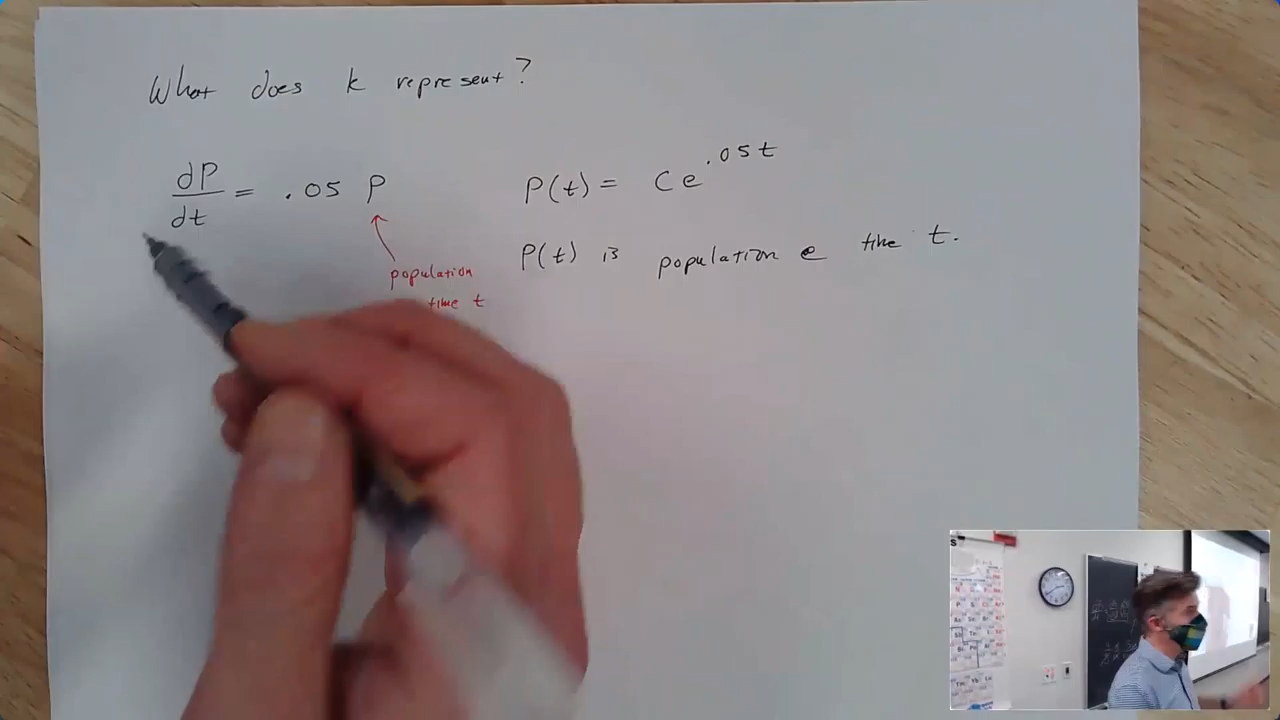 What does k represent?
dP/dt = .05 P
P(t) = Ce^.05t
population
time t
P(t) is population @ time t.